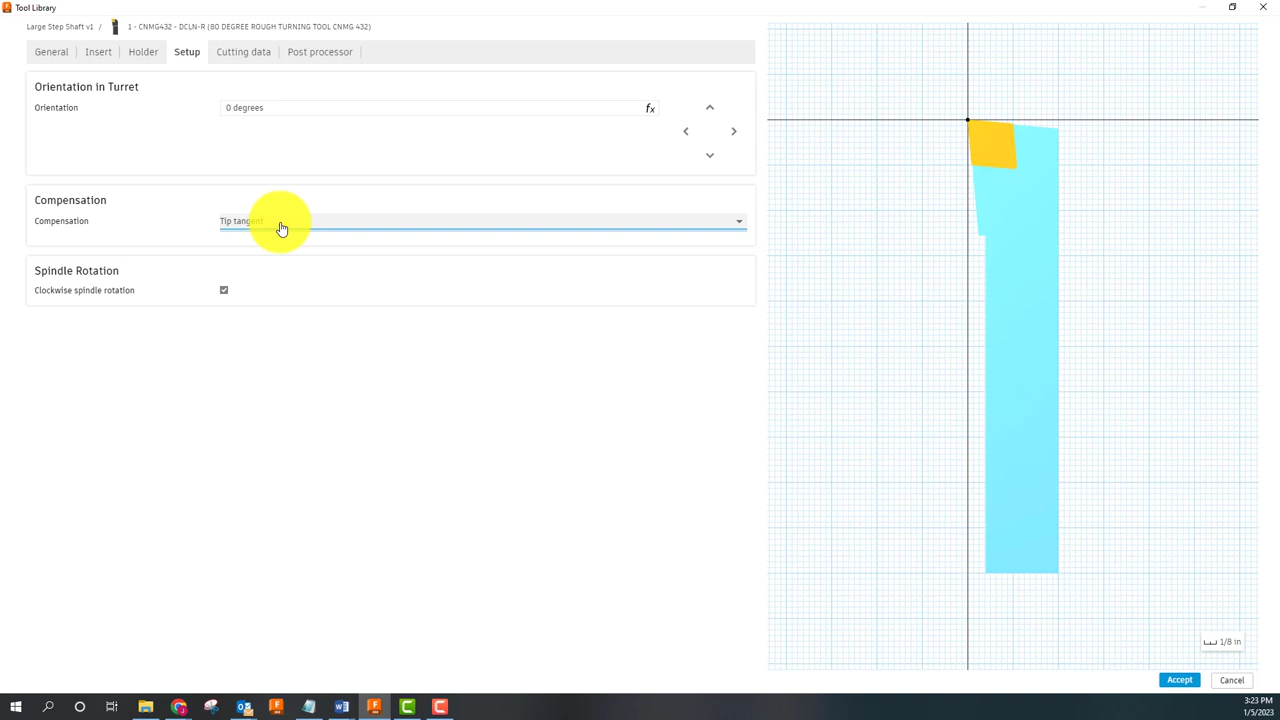 Tool Library
Large Step Shaft v1 / 1 - CNMG432 - DCLN-R (80 DEGREE ROUGH TURNING TOOL CNMG 432)
General Insert Holder Setup Cutting data Post processor
Orientation in Turret
Orientation 0 degrees fx
Compensation
Compensation Tip tangent
Spindle Rotation
Clockwise spindle rotation
1/8 in
Accept Cancel
3:23 PM
1/5/2023